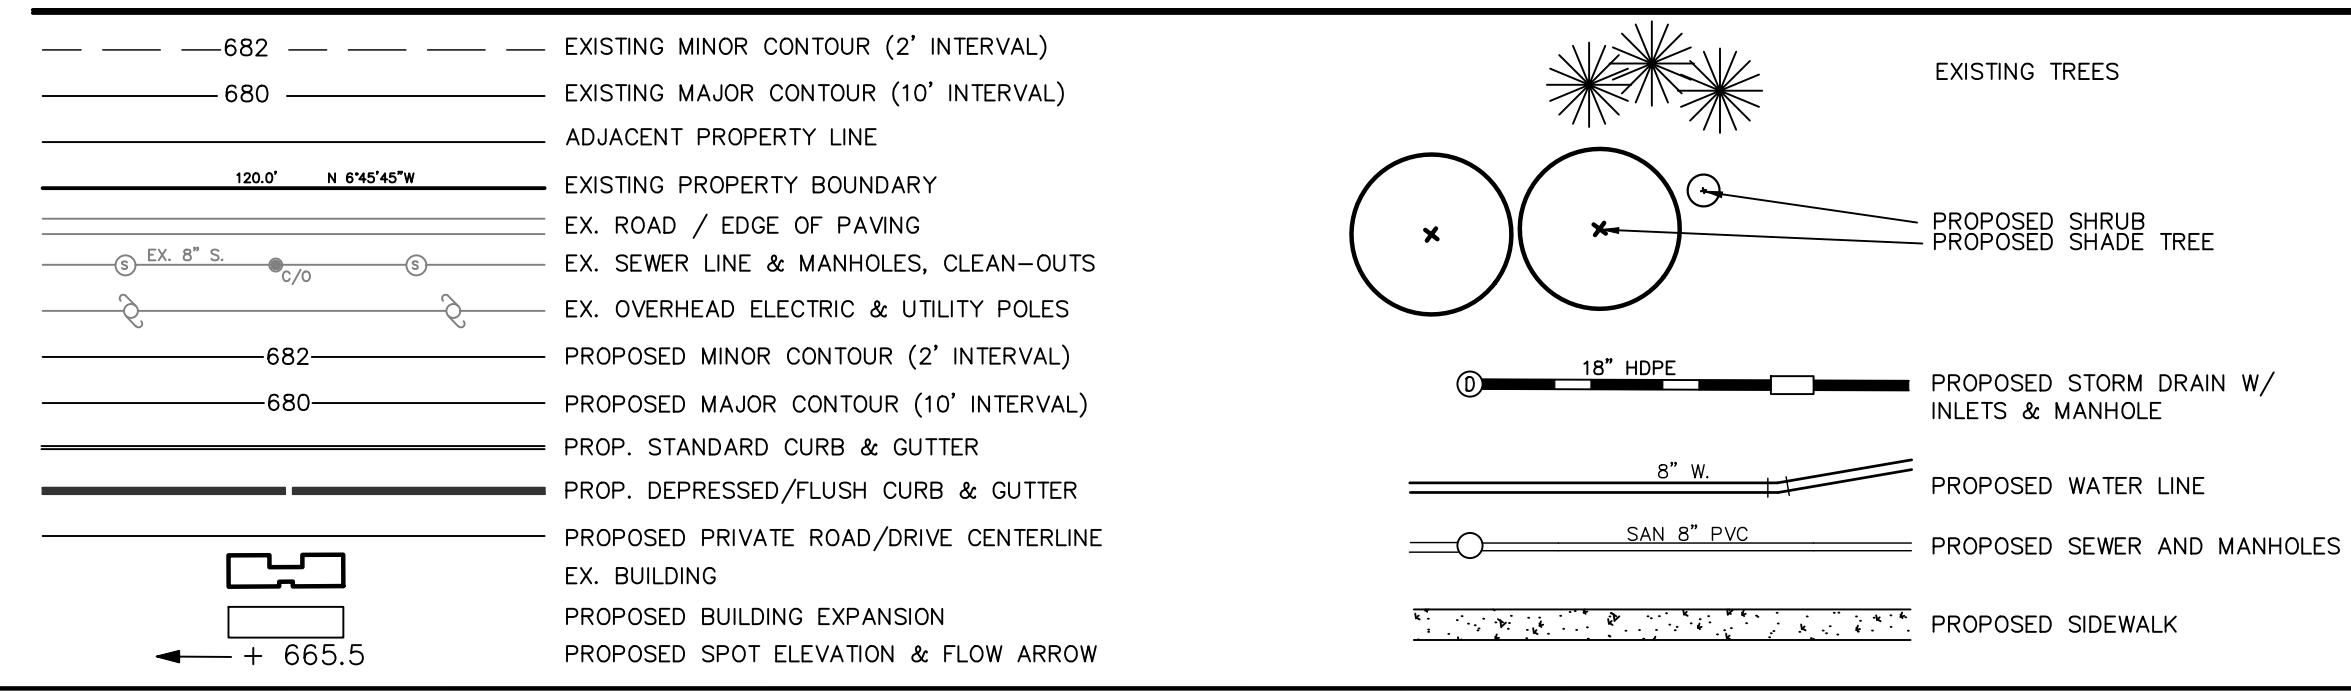 682 EXISTING MINOR CONTOUR (2' INTERVAL)
680 EXISTING MAJOR CONTOUR (10' INTERVAL)
ADJACENT PROPERTY LINE
120.0' N 6°45'45"W EXISTING PROPERTY BOUNDARY
EX. ROAD / EDGE OF PAVING
S EX. 8" S. C/O S EX. SEWER LINE & MANHOLES, CLEAN-OUTS
EX. OVERHEAD ELECTRIC & UTILITY POLES
682 PROPOSED MINOR CONTOUR (2' INTERVAL)
680 PROPOSED MAJOR CONTOUR (10' INTERVAL)
PROP. STANDARD CURB & GUTTER
PROP. DEPRESSED/FLUSH CURB & GUTTER
PROPOSED PRIVATE ROAD/DRIVE CENTERLINE
EX. BUILDING
PROPOSED BUILDING EXPANSION
+ 665.5 PROPOSED SPOT ELEVATION & FLOW ARROW
EXISTING TREES
PROPOSED SHRUB
PROPOSED SHADE TREE
D 18" HDPE PROPOSED STORM DRAIN W/
INLETS & MANHOLE
8" W. PROPOSED WATER LINE
SAN 8" PVC PROPOSED SEWER AND MANHOLES
PROPOSED SIDEWALK